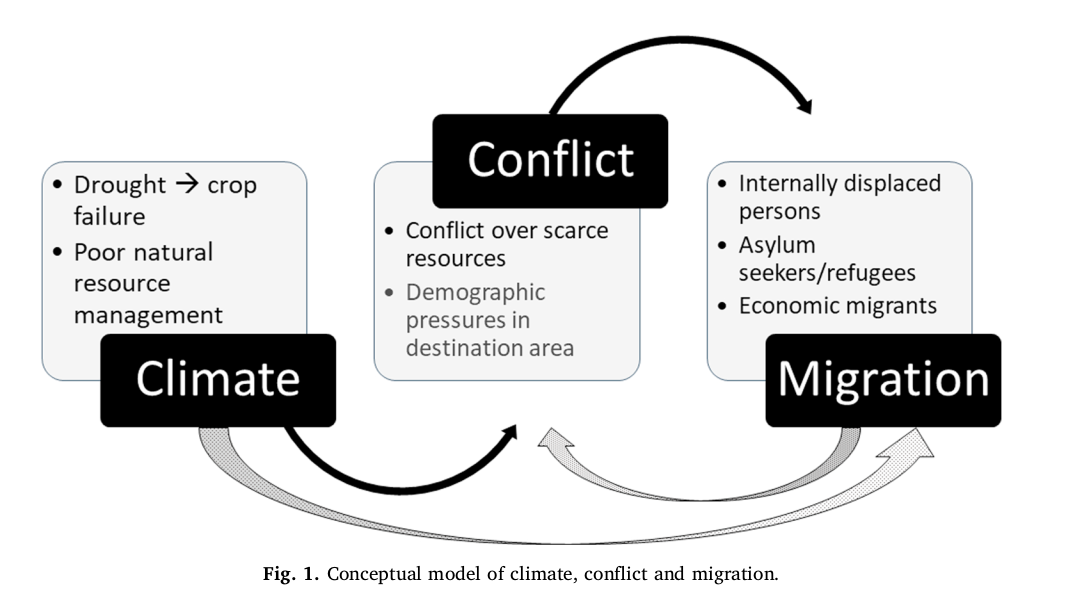 Conflict
• Drought → crop
failure
• Poor natural
resource
management
Climate
• Conflict over scarce
resources
• Demographic
pressures in
destination area
• Internally displaced
persons
• Asylum
seekers/refugees
• Economic migrants
Migration
Fig. 1. Conceptual model of climate, conflict and migration.